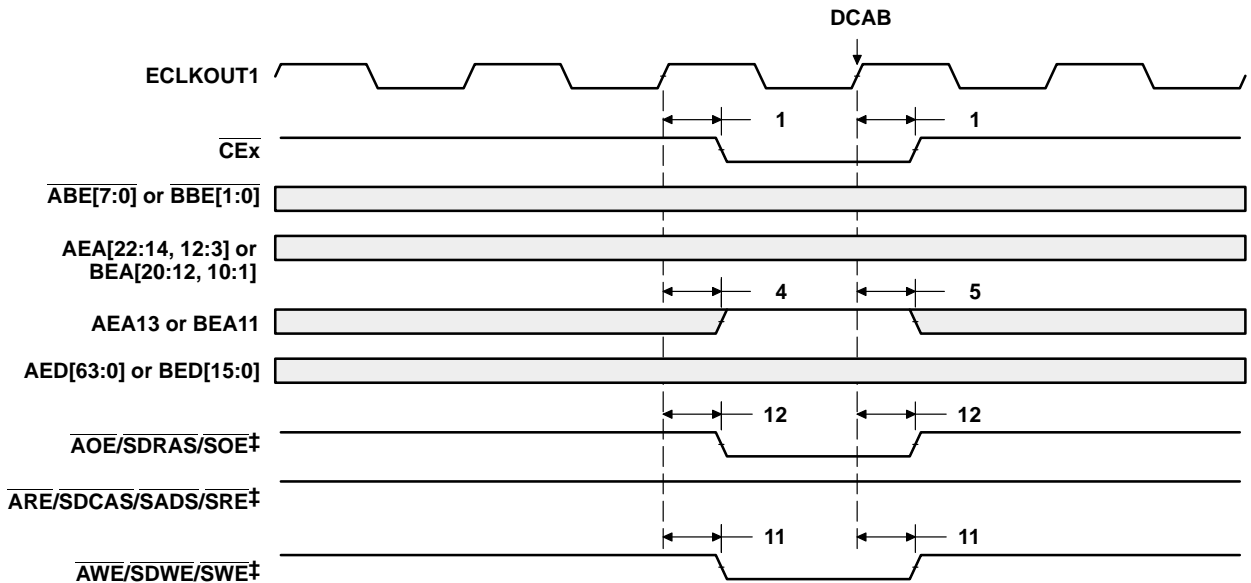 DCAB
ECLKOUT1
1 1
CEx
ABE[7:0] or BBE[1:0]
AEA[22:14, 12:3] or
BEA[20:12, 10:1]
4 5
AEA13 or BEA11
AED[63:0] or BED[15:0]
12 12
AOE/SDRAS/SOE‡
ARE/SDCAS/SADS/SRE‡
11 11
AWE/SDWE/SWE‡